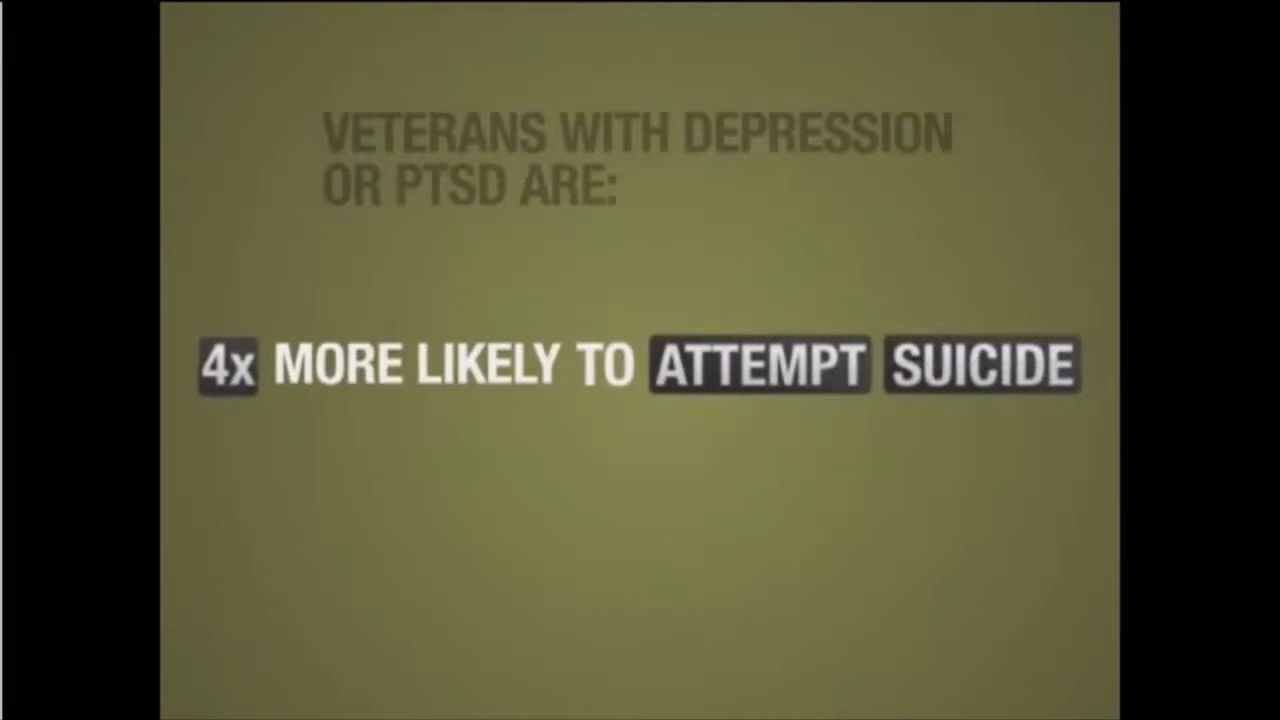 VETERANS WITH DEPRESSION
OR PTSD ARE:
4x MORE LIKELY TO ATTEMPT SUICIDE